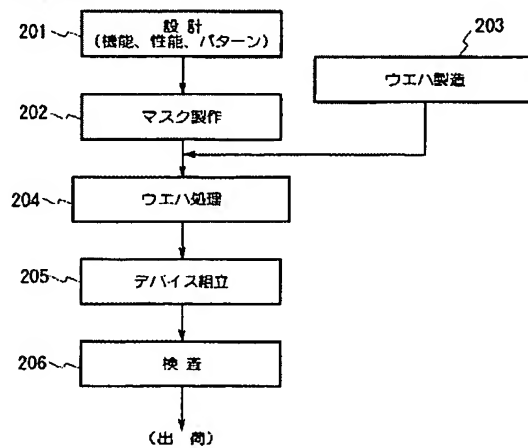 201
設 計
(機能、性能、パターン)
203
ウエハ製造
202
マスク製作
204
ウエハ処理
205
デバイス組立
206
検 査
(出 荷)